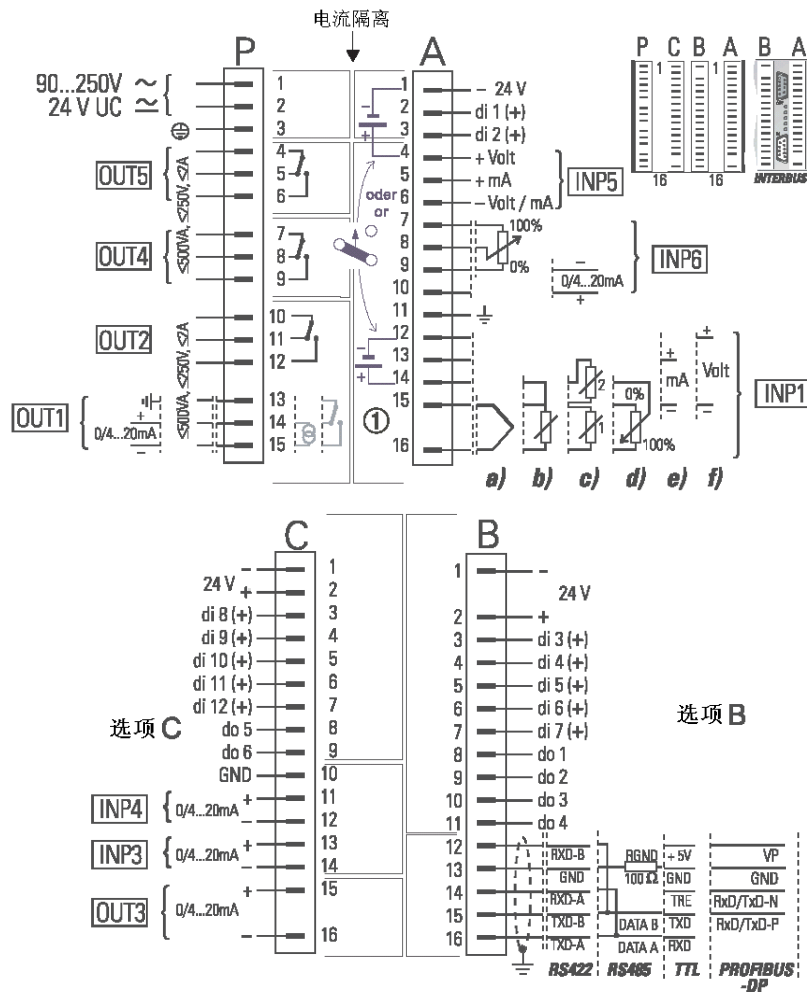 电流隔离
P
A
P C B A
B A
1
1
16
16
INTERBUS
90...250V
24 V UC
1
2
3
4
5
6
7
8
9
10
11
12
13
14
15
OUT5
OUT4
OUT2
OUT1
0/4...20mA
+
−
≤500VA, ≤250V, ≤2A
≤500VA, ≤250V, ≤2A
−
+
oder
or
−
+
①
1
2
3
4
5
6
7
8
9
10
11
12
13
14
15
16
− 24 V
di 1 (+)
di 2 (+)
+ Volt
+ mA
− Volt / mA
INP5
100%
0%
−
0/4...20mA
+
INP6
2
1
0%
100%
+
mA
−
+
Volt
−
INP1
a) b) c) d) e) f)
C
−
24 V
+
di 8 (+)
di 9 (+)
di 10 (+)
di 11 (+)
di 12 (+)
do 5
do 6
GND
选项 C
INP4
0/4...20mA
+
−
INP3
0/4...20mA
+
−
OUT3
0/4...20mA
+
−
1
2
3
4
5
6
7
8
9
10
11
12
13
14
15
16
B
1
2
3
4
5
6
7
8
9
10
11
12
13
14
15
16
−
24 V
+
di 3 (+)
di 4 (+)
di 5 (+)
di 6 (+)
di 7 (+)
do 1
do 2
do 3
do 4
选项 B
RXD-B
GND
RXD-A
TXD-B
TXD-A
RS422
RGND
100 Ω
DATA B
DATA A
RS485
+ 5V
GND
TRE
TXD
RXD
TTL
VP
GND
RxD/TxD-N
RxD/TxD-P
PROFIBUS
-DP